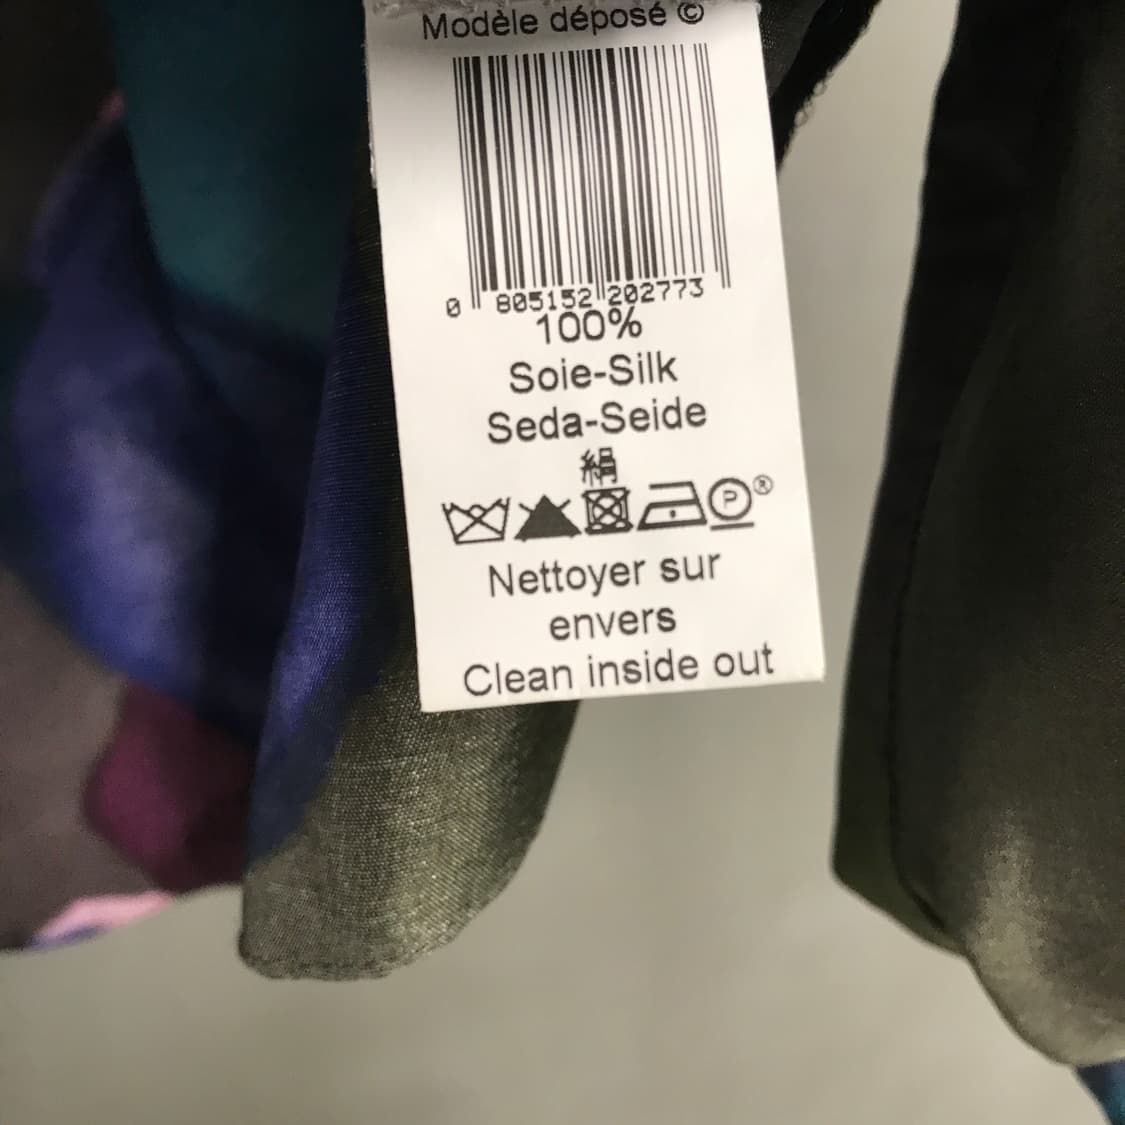 Modèle déposé ©
0 805152 202773
100%
Soie-Silk
Seda-Seide
絹
P ®
Nettoyer sur
envers
Clean inside out